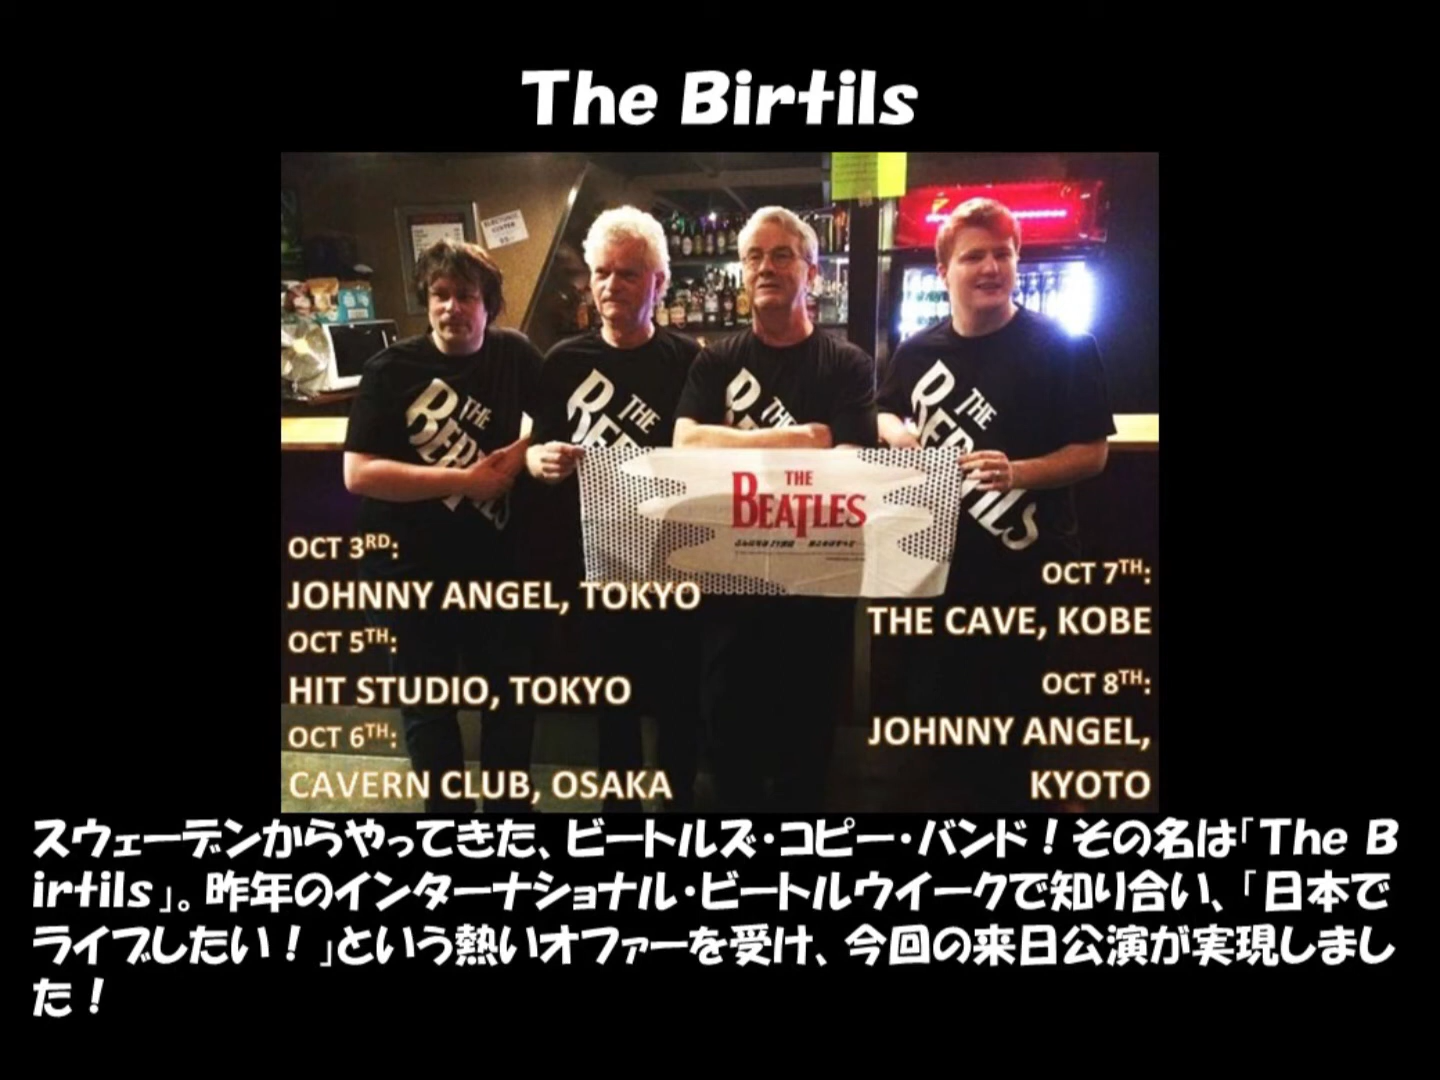 The Birtils
ELECTRONIC
THE
BEATLES
OCT 3RD:
JOHNNY ANGEL, TOKYO
OCT 5TH:
HIT STUDIO, TOKYO
OCT 6TH:
CAVERN CLUB, OSAKA
OCT 7TH:
THE CAVE, KOBE
OCT 8TH:
JOHNNY ANGEL,
KYOTO
スウェーデンからやってきた、ビートルズ・コピー・バンド！その名は「The B
irtils」。昨年のインターナショナル・ビートルウイークで知り合い、「日本で
ライブしたい！」という熱いオファーを受け、今回の来日公演が実現しまし
た！